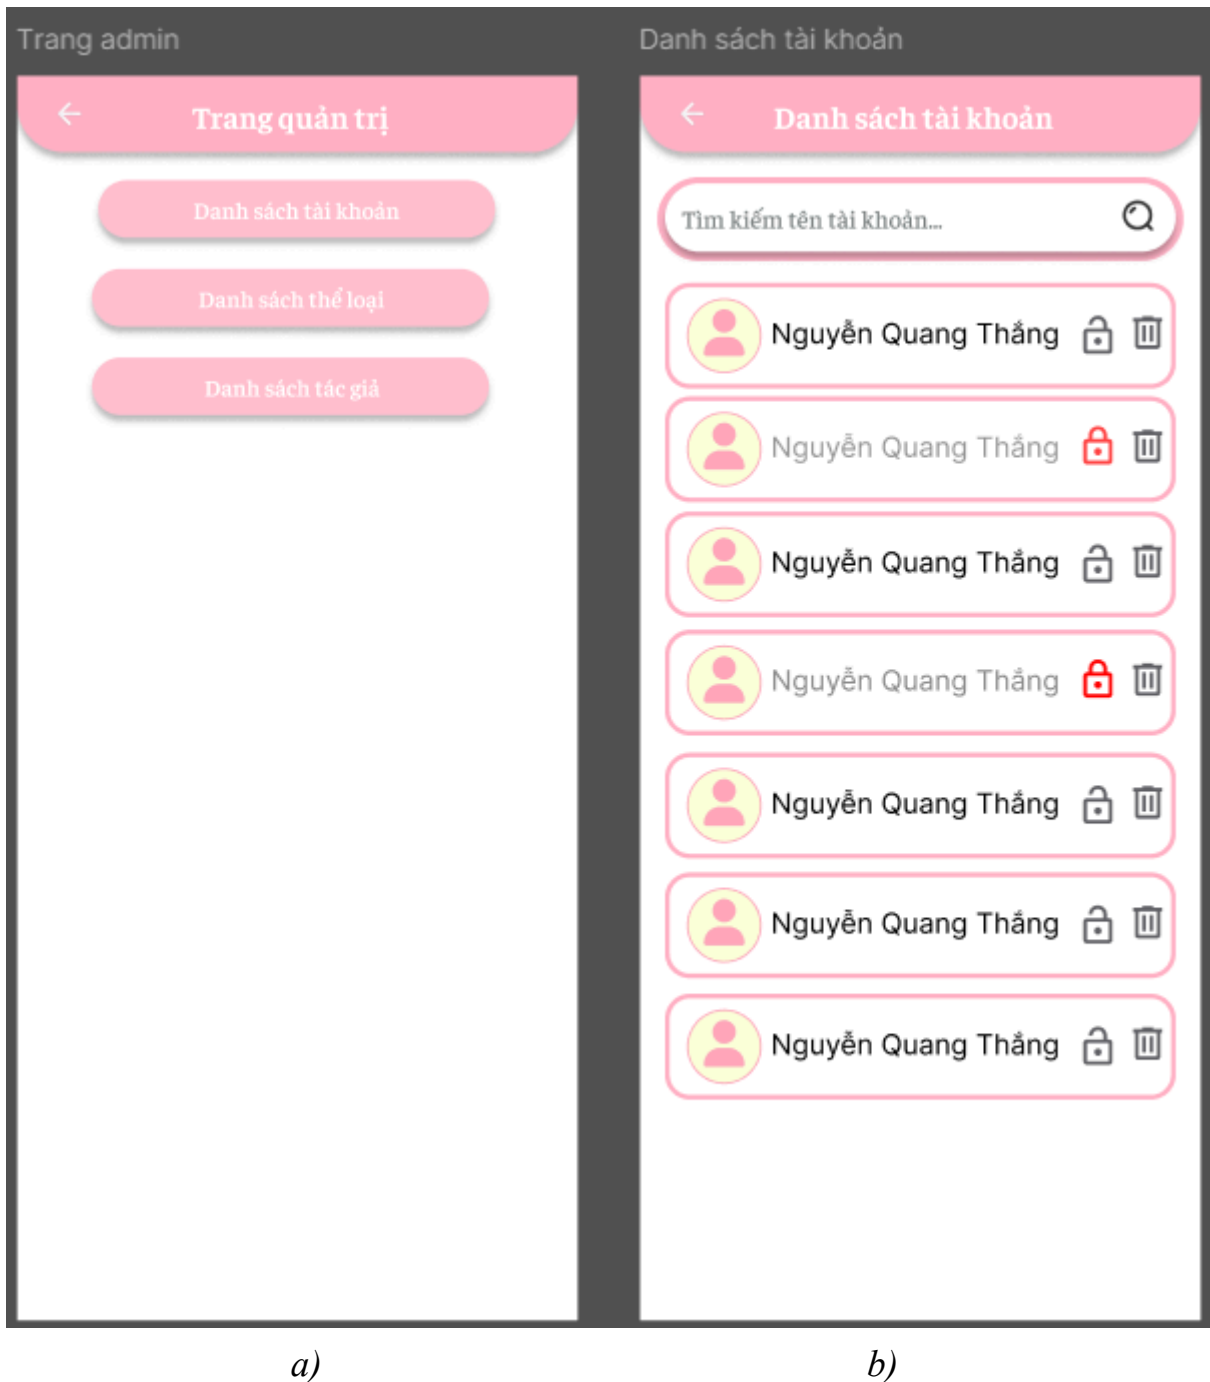 Trang admin
Trang quản trị
Danh sách tài khoản
Danh sách thể loại
Danh sách tác giả
a)
Danh sách tài khoản
Danh sách tài khoản
Tìm kiếm tên tài khoản...
Nguyễn Quang Thắng
Nguyễn Quang Thắng
Nguyễn Quang Thắng
Nguyễn Quang Thắng
Nguyễn Quang Thắng
Nguyễn Quang Thắng
Nguyễn Quang Thắng
b)